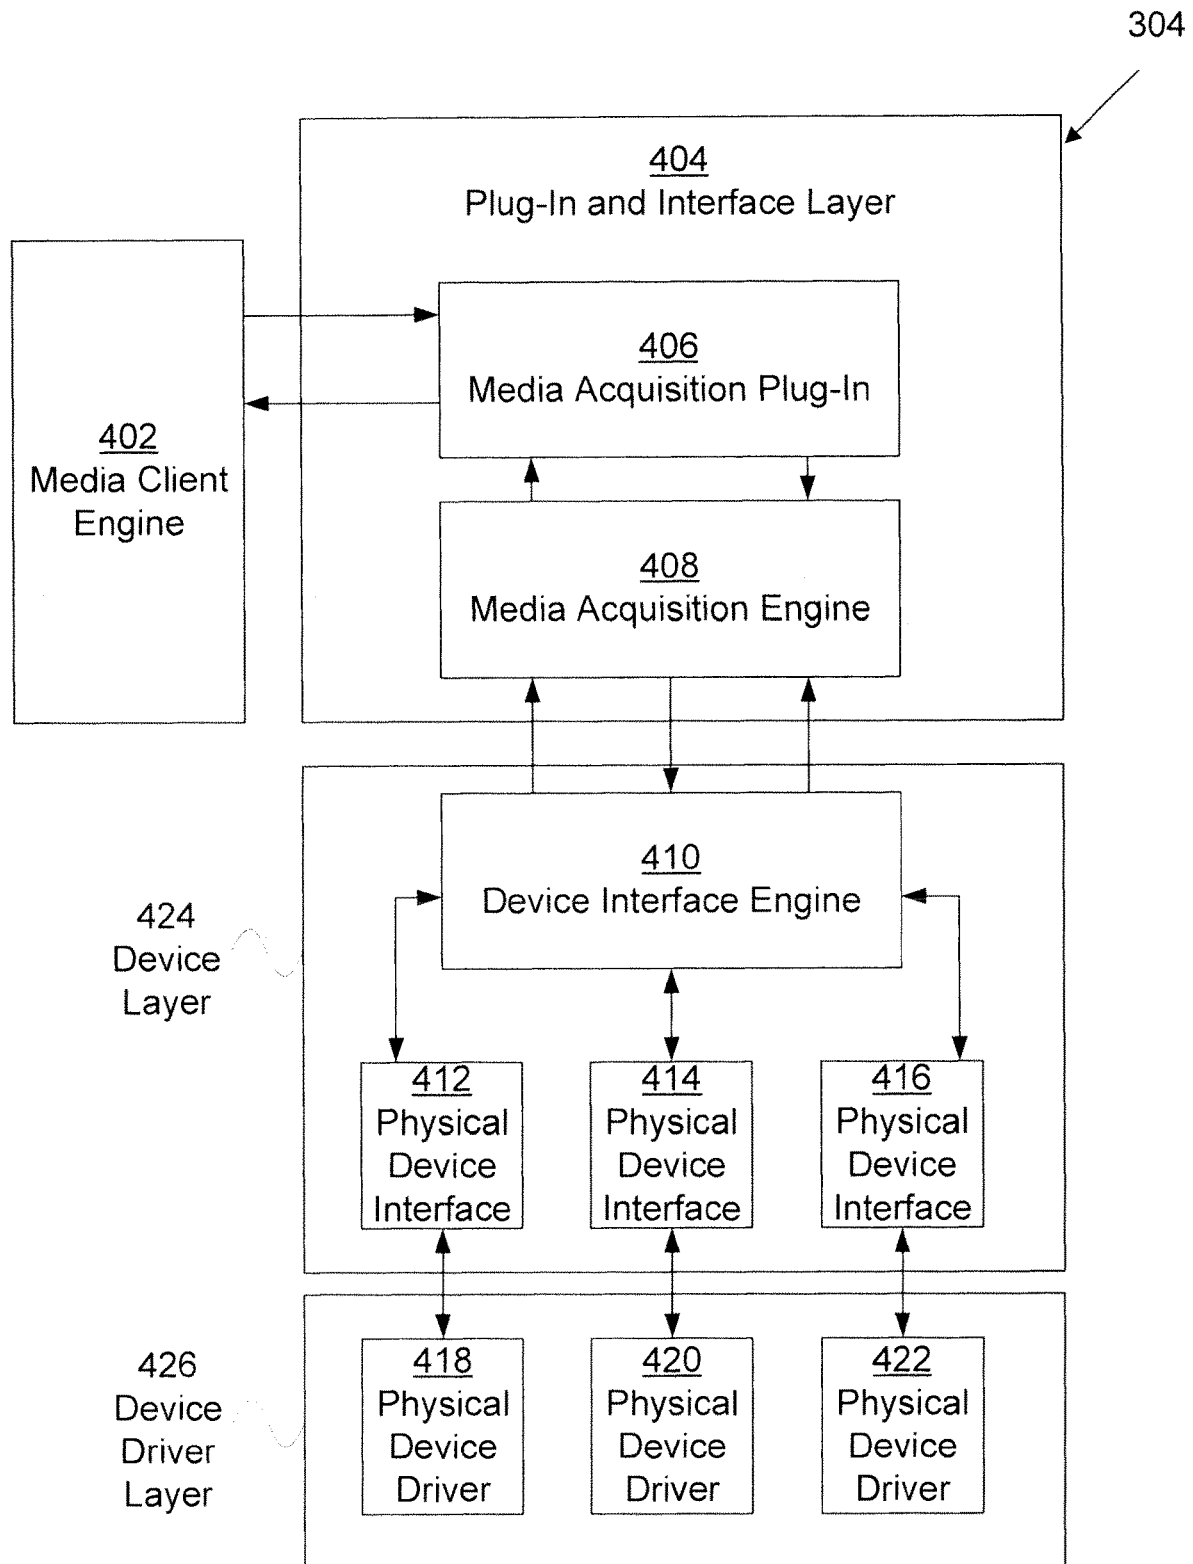 304
404
Plug-In and Interface Layer
406
Media Acquisition Plug-In
402
Media Client
Engine
408
Media Acquisition Engine
410
Device Interface Engine
424
Device
Layer
412
Physical
Device
Interface
414
Physical
Device
Interface
416
Physical
Device
Interface
426
Device
Driver
Layer
418
Physical
Device
Driver
420
Physical
Device
Driver
422
Physical
Device
Driver